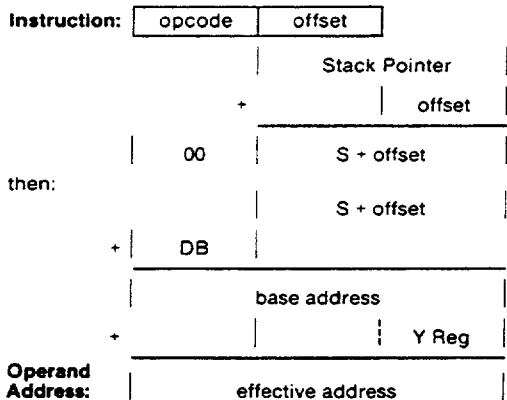 Instruction: opcode offset
Stack Pointer
+ offset
00 S + offset
then:
S + offset
+ DB
base address
+ Y Reg
Operand
Address: effective address